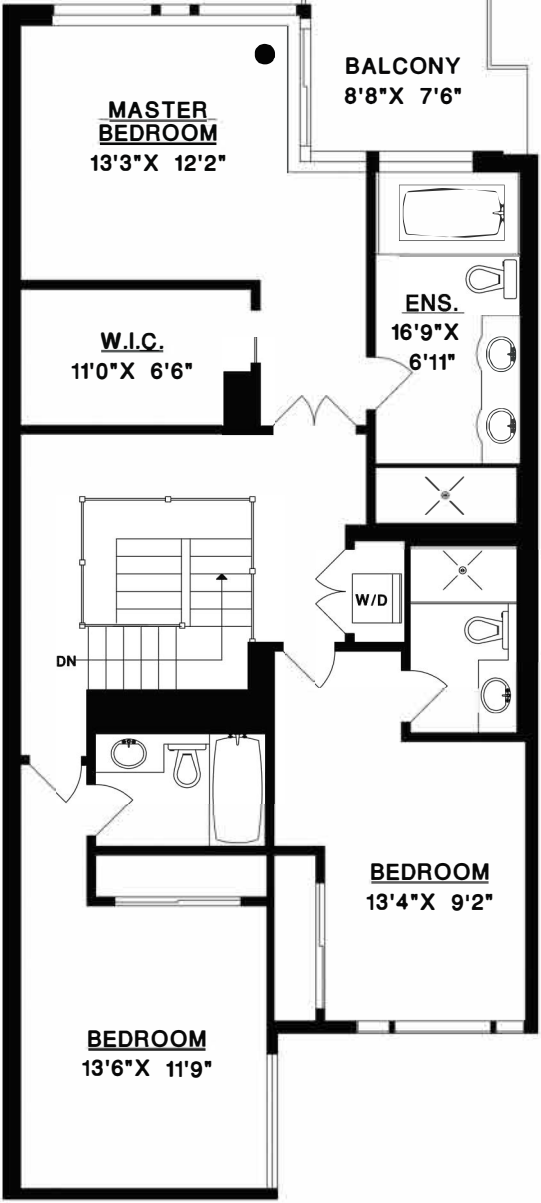 BALCONY
8'8"X 7'6"
MASTER
BEDROOM
13'3"X 12'2"
ENS.
16'9"X
6'11"
W.I.C.
11'0"X 6'6"
W/D
DN
BEDROOM
13'4"X 9'2"
BEDROOM
13'6"X 11'9"